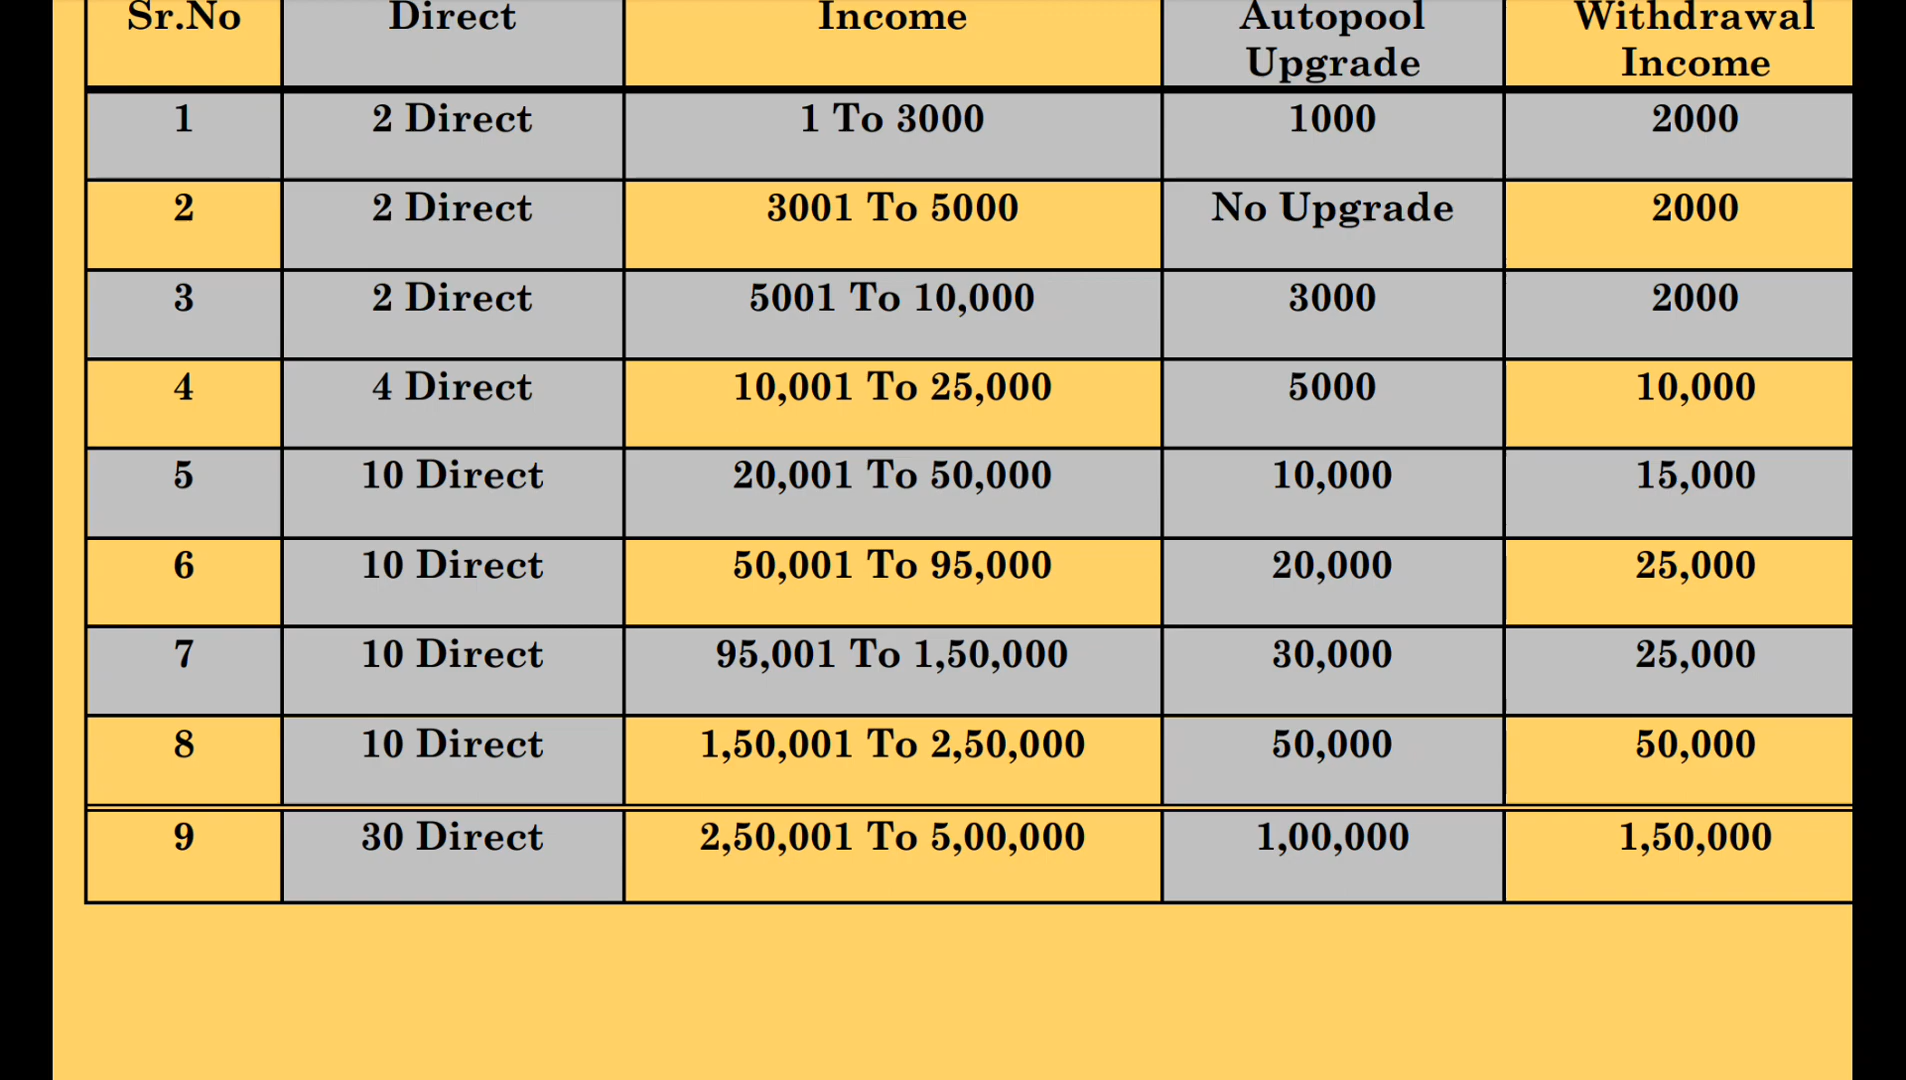 Sr.No Direct Income Autopool Withdrawal
Upgrade Income
1 2 Direct 1 To 3000 1000 2000
2 2 Direct 3001 To 5000 No Upgrade 2000
3 2 Direct 5001 To 10,000 3000 2000
4 4 Direct 10,001 To 25,000 5000 10,000
5 10 Direct 20,001 To 50,000 10,000 15,000
6 10 Direct 50,001 To 95,000 20,000 25,000
7 10 Direct 95,001 To 1,50,000 30,000 25,000
8 10 Direct 1,50,001 To 2,50,000 50,000 50,000
9 30 Direct 2,50,001 To 5,00,000 1,00,000 1,50,000